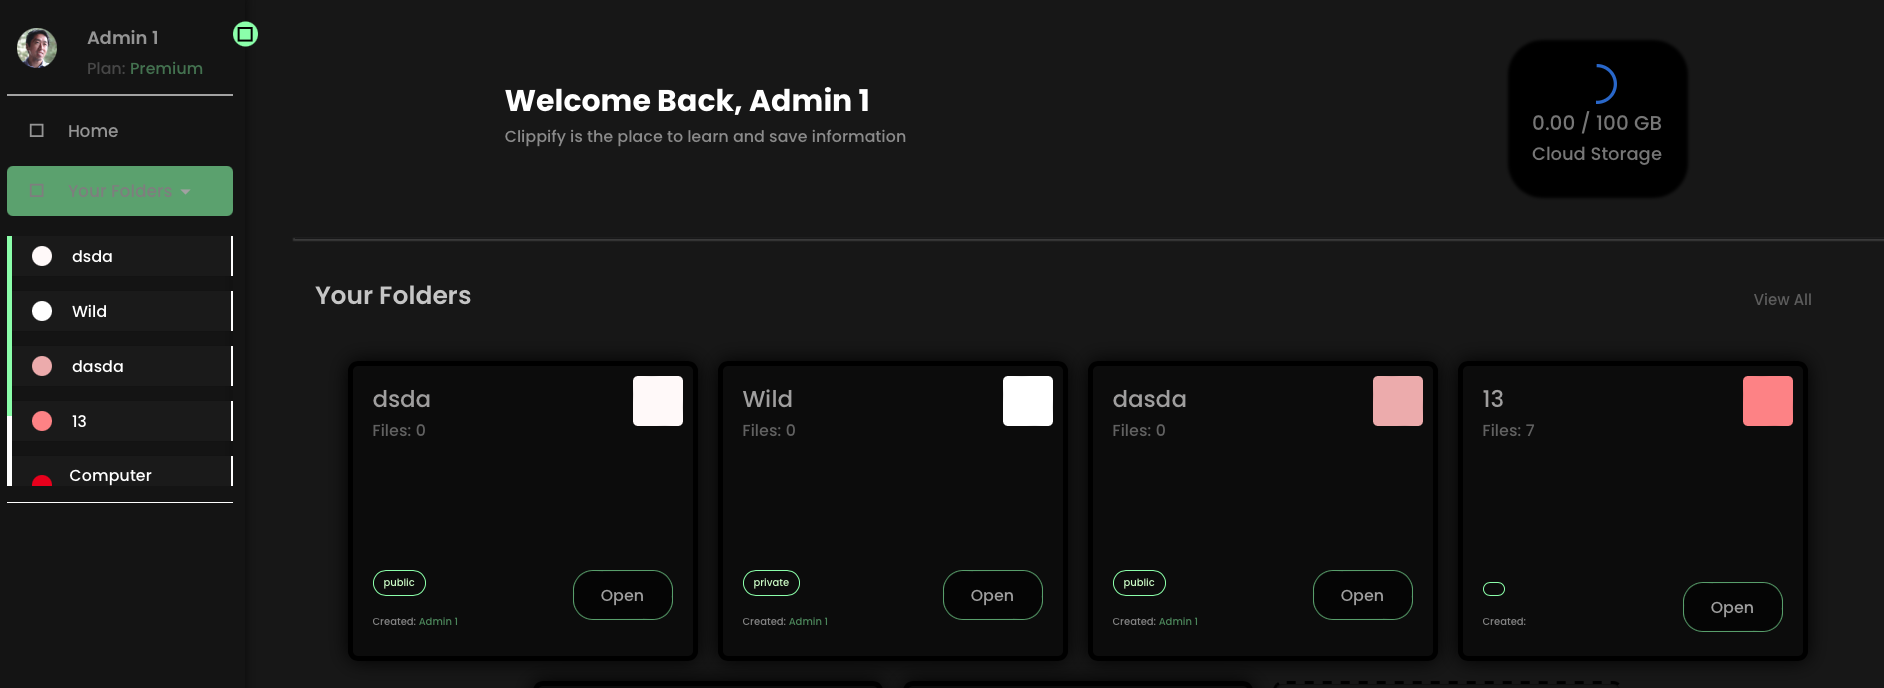 Admin 1
Plan: Premium
Home
Your Folders
dsda
Wild
dasda
13
Computer
Welcome Back, Admin 1
Clippify is the place to learn and save information
0.00 / 100 GB
Cloud Storage
Your Folders
View All
dsda
Files: 0
public
Open
Created: Admin 1
Wild
Files: 0
private
Open
Created: Admin 1
dasda
Files: 0
public
Open
Created: Admin 1
13
Files: 7
Open
Created: